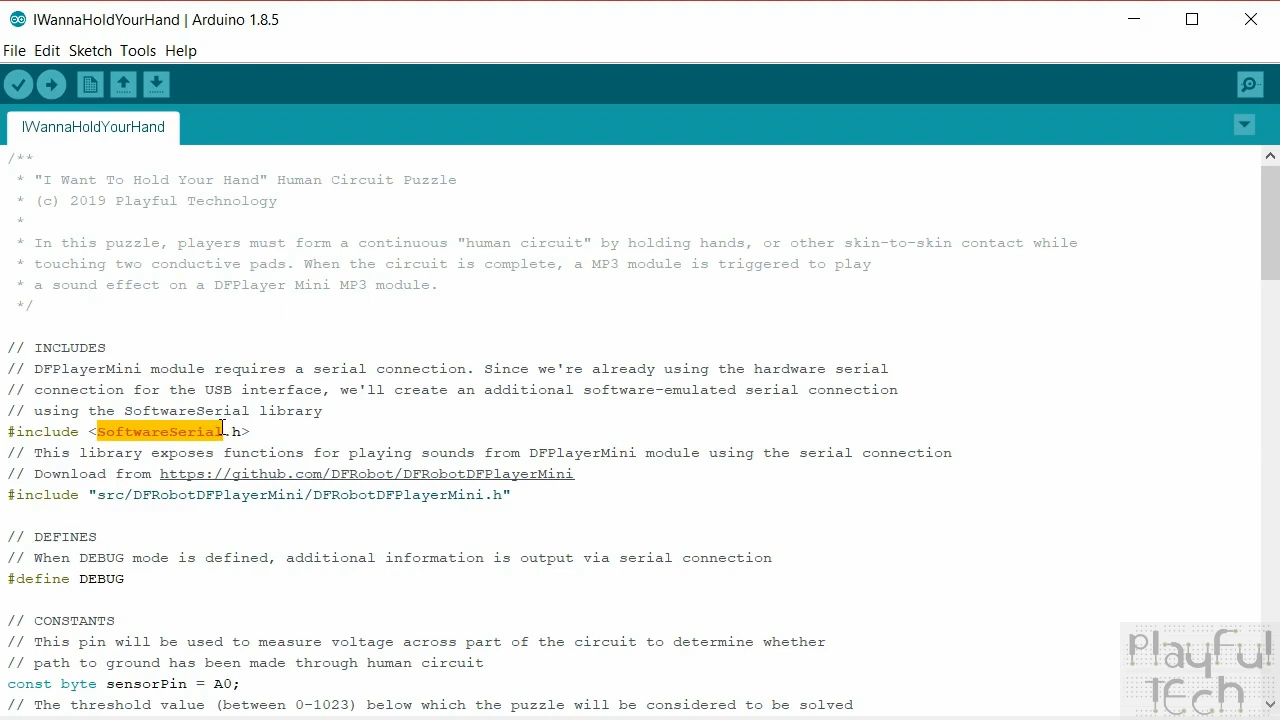 IWannaHoldYourHand | Arduino 1.8.5
File Edit Sketch Tools Help
IWannaHoldYourHand
/**
 * "I Want To Hold Your Hand" Human Circuit Puzzle
 * (c) 2019 Playful Technology
 *
 * In this puzzle, players must form a continuous "human circuit" by holding hands, or other skin-to-skin contact while
 * touching two conductive pads. When the circuit is complete, a MP3 module is triggered to play
 * a sound effect on a DFPlayer Mini MP3 module.
 */
// INCLUDES
// DFPlayerMini module requires a serial connection. Since we're already using the hardware serial
// connection for the USB interface, we'll create an additional software-emulated serial connection
// using the SoftwareSerial library
#include <SoftwareSerial.h>
// This library exposes functions for playing sounds from DFPlayerMini module using the serial connection
// Download from https://github.com/DFRobot/DFRobotDFPlayerMini
#include "src/DFRobotDFPlayerMini/DFRobotDFPlayerMini.h"
// DEFINES
// When DEBUG mode is defined, additional information is output via serial connection
#define DEBUG
// CONSTANTS
// This pin will be used to measure voltage across part of the circuit to determine whether
// path to ground has been made through human circuit
const byte sensorPin = A0;
// The threshold value (between 0-1023) below which the puzzle will be considered to be solved
playful
tech